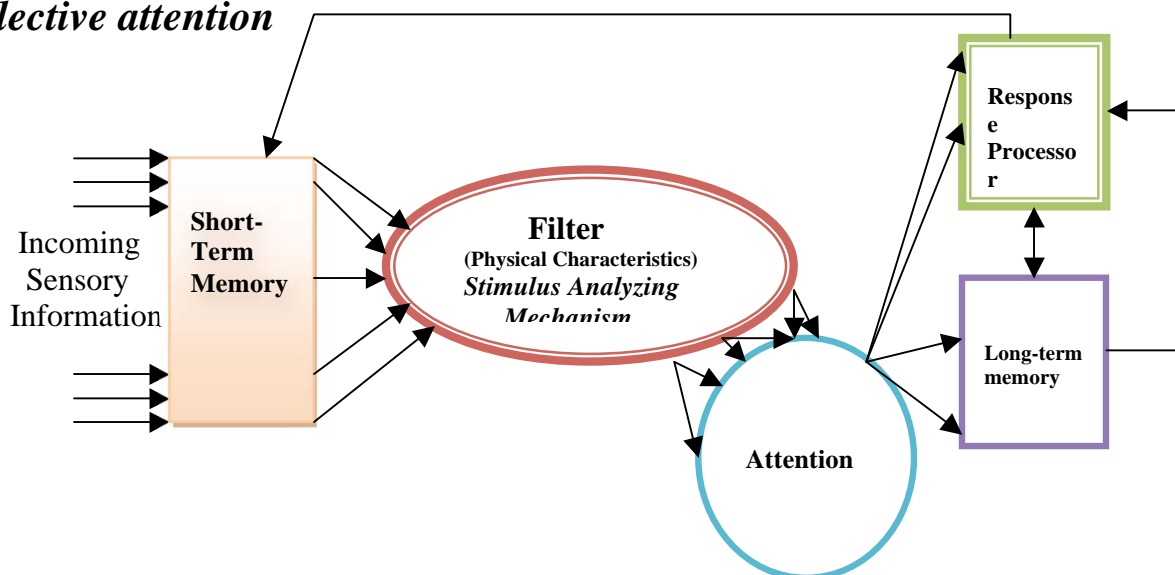 lective attention
Respons
e
Processo
r
Short-
Term
Memory
Incoming
Sensory
Information
Filter
(Physical Characteristics)
Stimulus Analyzing
Mechanism
Long-term
memory
Attention